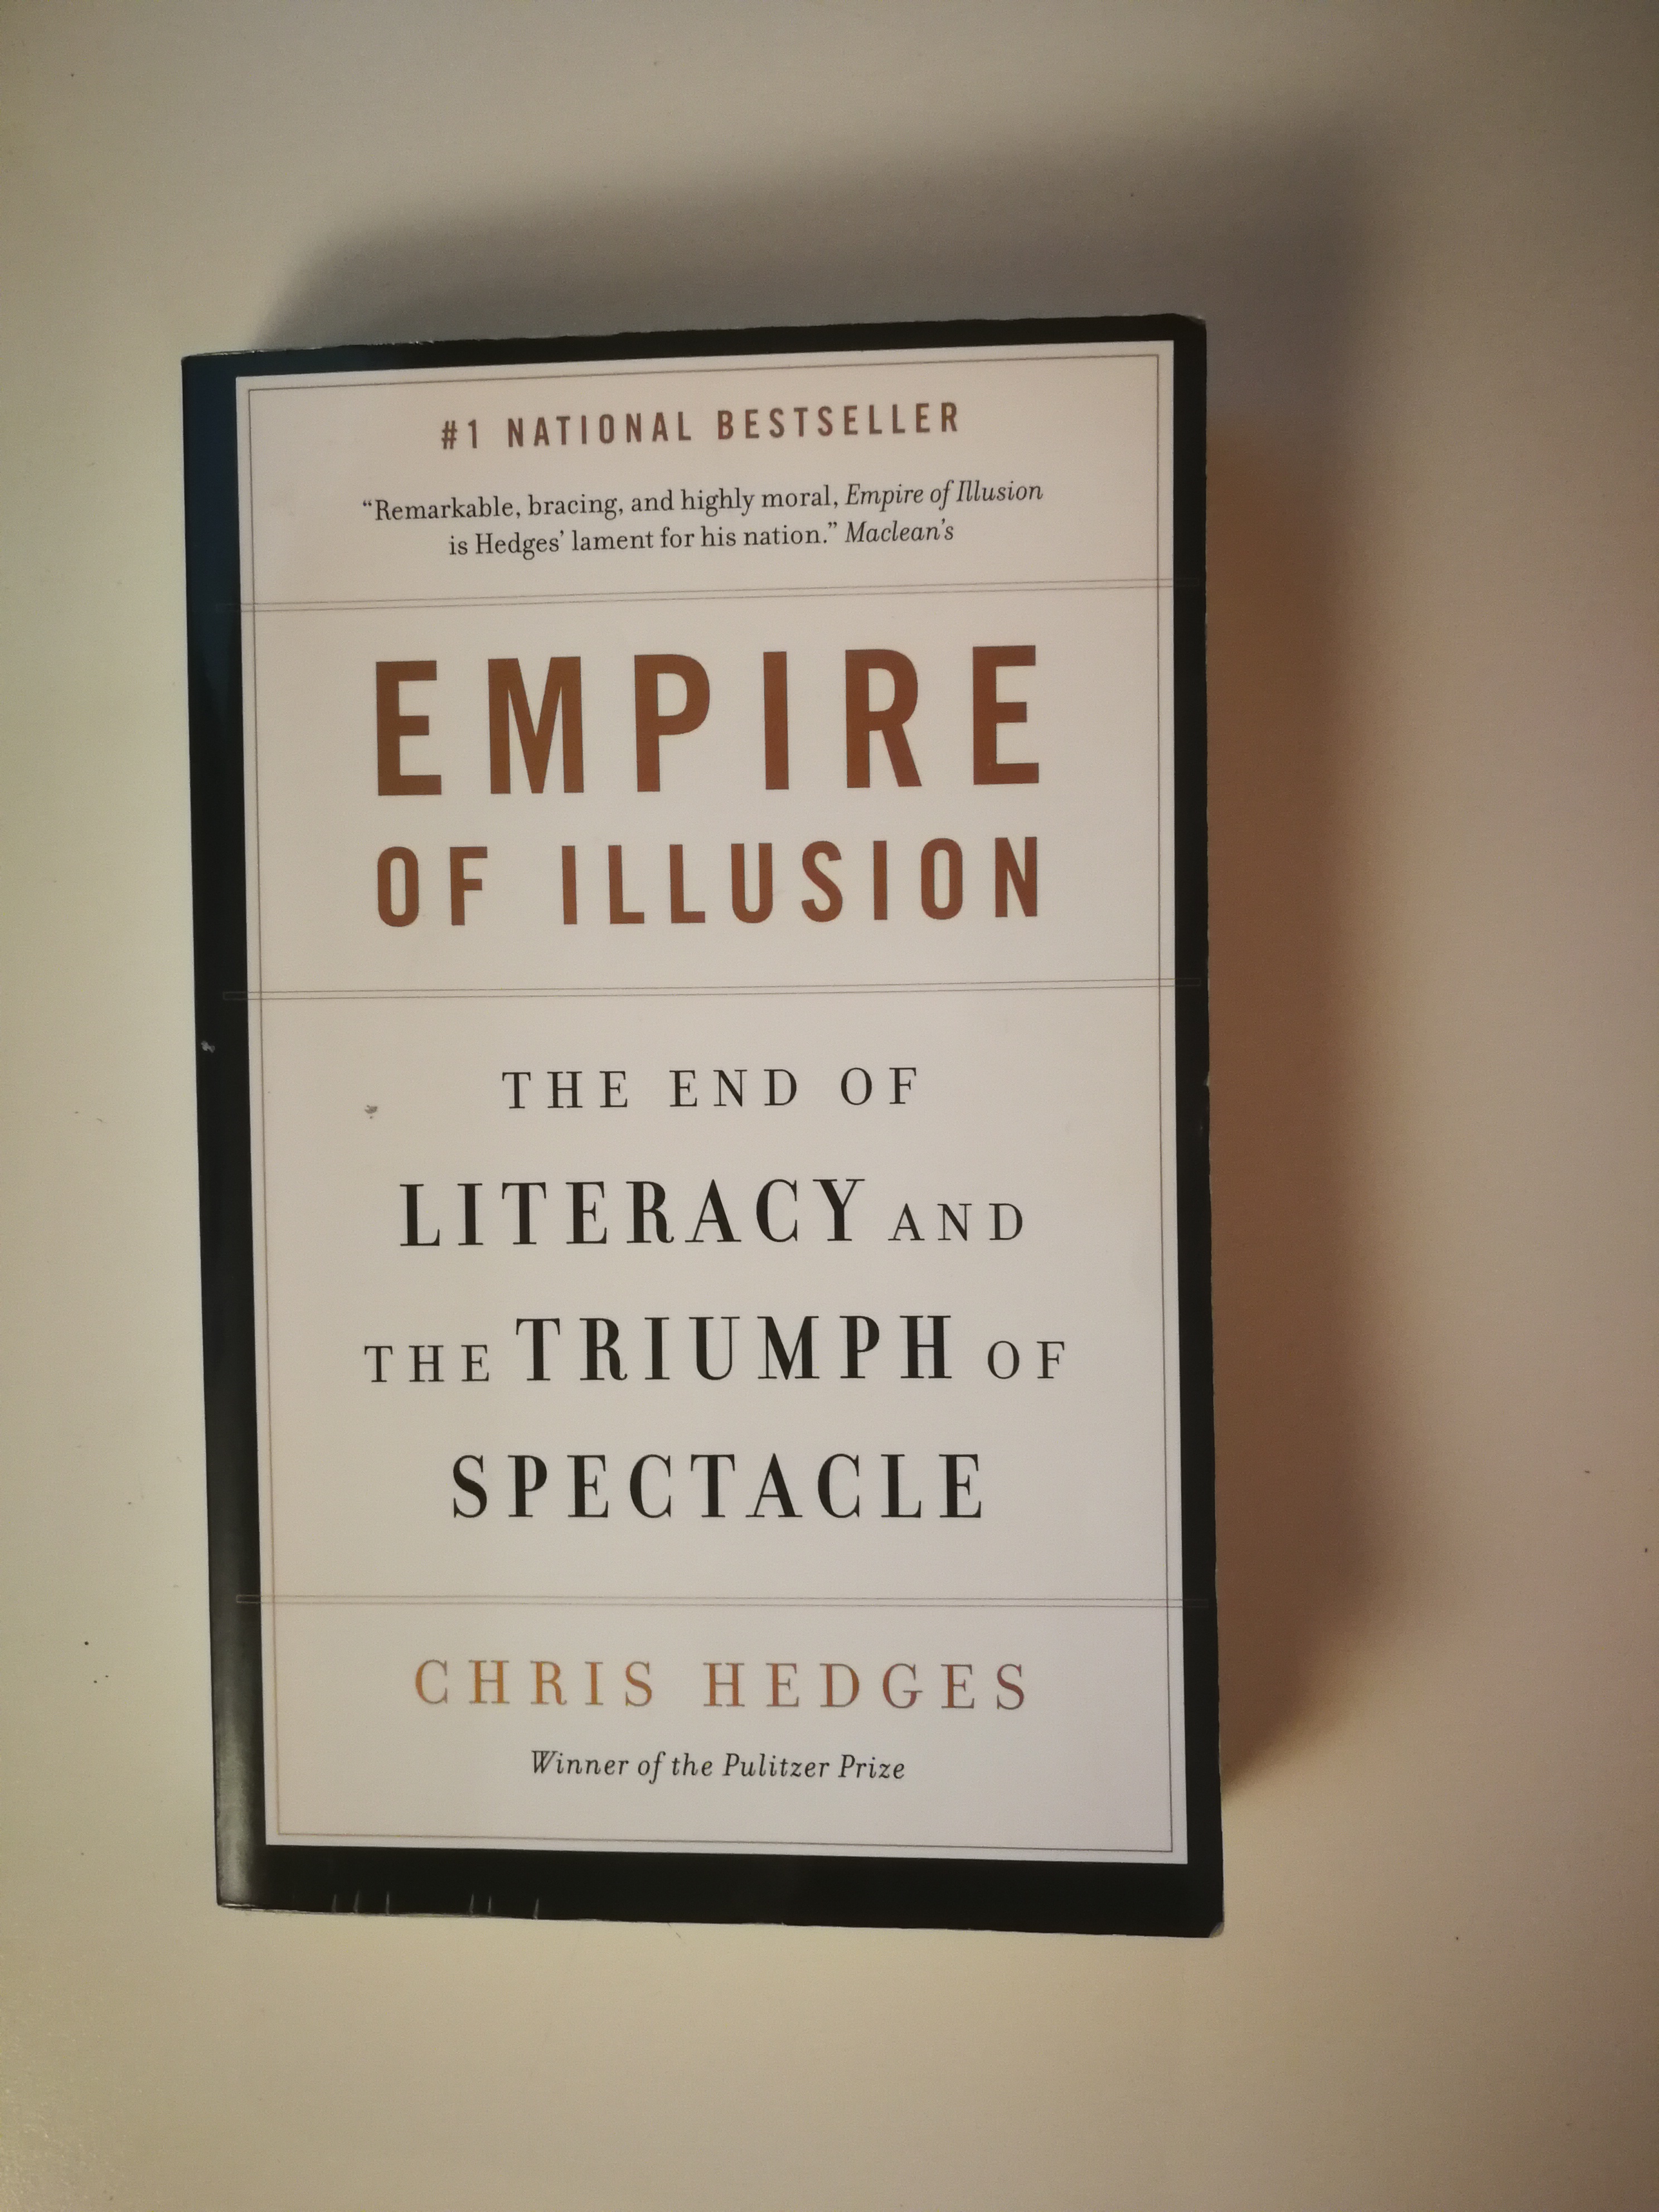 #1 NATIONAL BESTSELLER
“Remarkable, bracing, and highly moral, Empire of Illusion
is Hedges’ lament for his nation.” Maclean’s
EMPIRE
OF ILLUSION
THE END OF
LITERACY AND
THE TRIUMPH OF
SPECTACLE
CHRIS HEDGES
Winner of the Pulitzer Prize